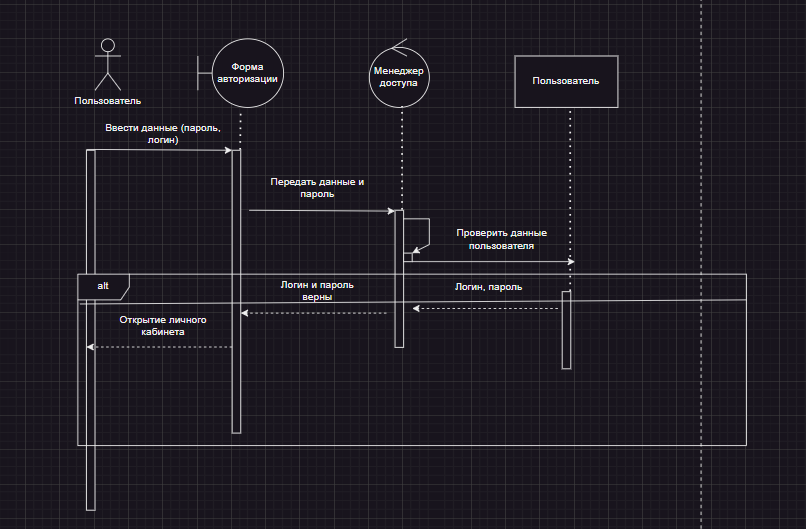 Форма
авторизации
Менеджер
доступа
Пользователь
Пользователь
Ввести данные (пароль,
логин)
Передать данные и
пароль
Проверить данные
пользователя
alt
Логин и пароль
верны
Логин, пароль
Открытие личного
кабинета